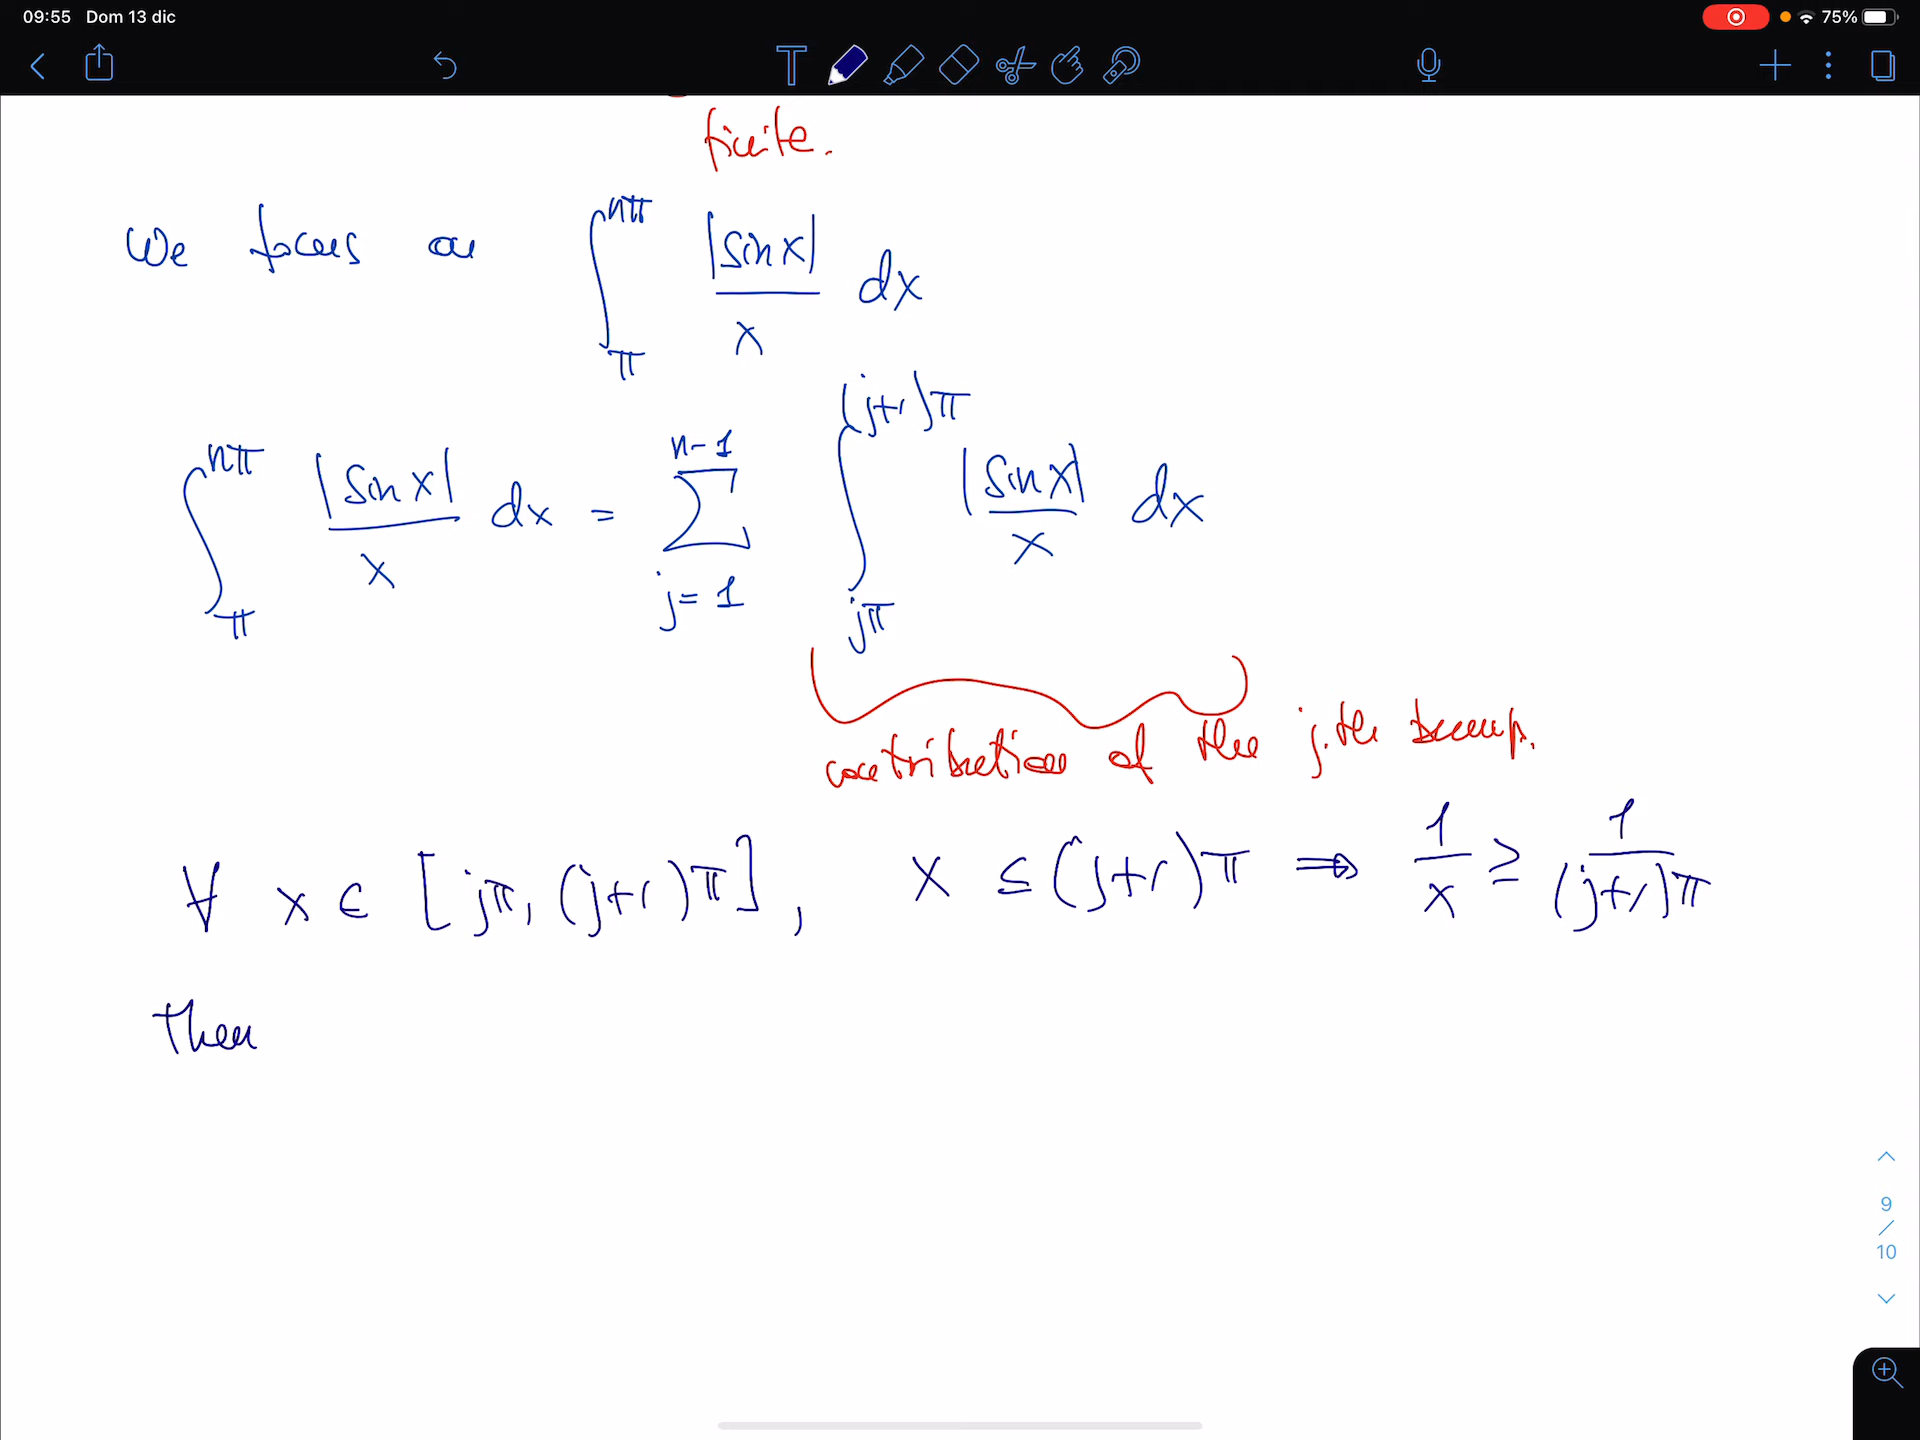 09:55 Dom 13 dic 75%
finite.
We focus on ∫_π^{nπ} |sin x| / x dx
∫_π^{nπ} |sin x| / x dx = ∑_{j=1}^{n-1} ∫_{jπ}^{(j+1)π} |sin x| / x dx
contribution of the j-th bump.
∀ x ∈ [jπ, (j+1)π], x ≤ (j+1)π ⇒ 1/x ≥ 1/((j+1)π)
then
9
/
10